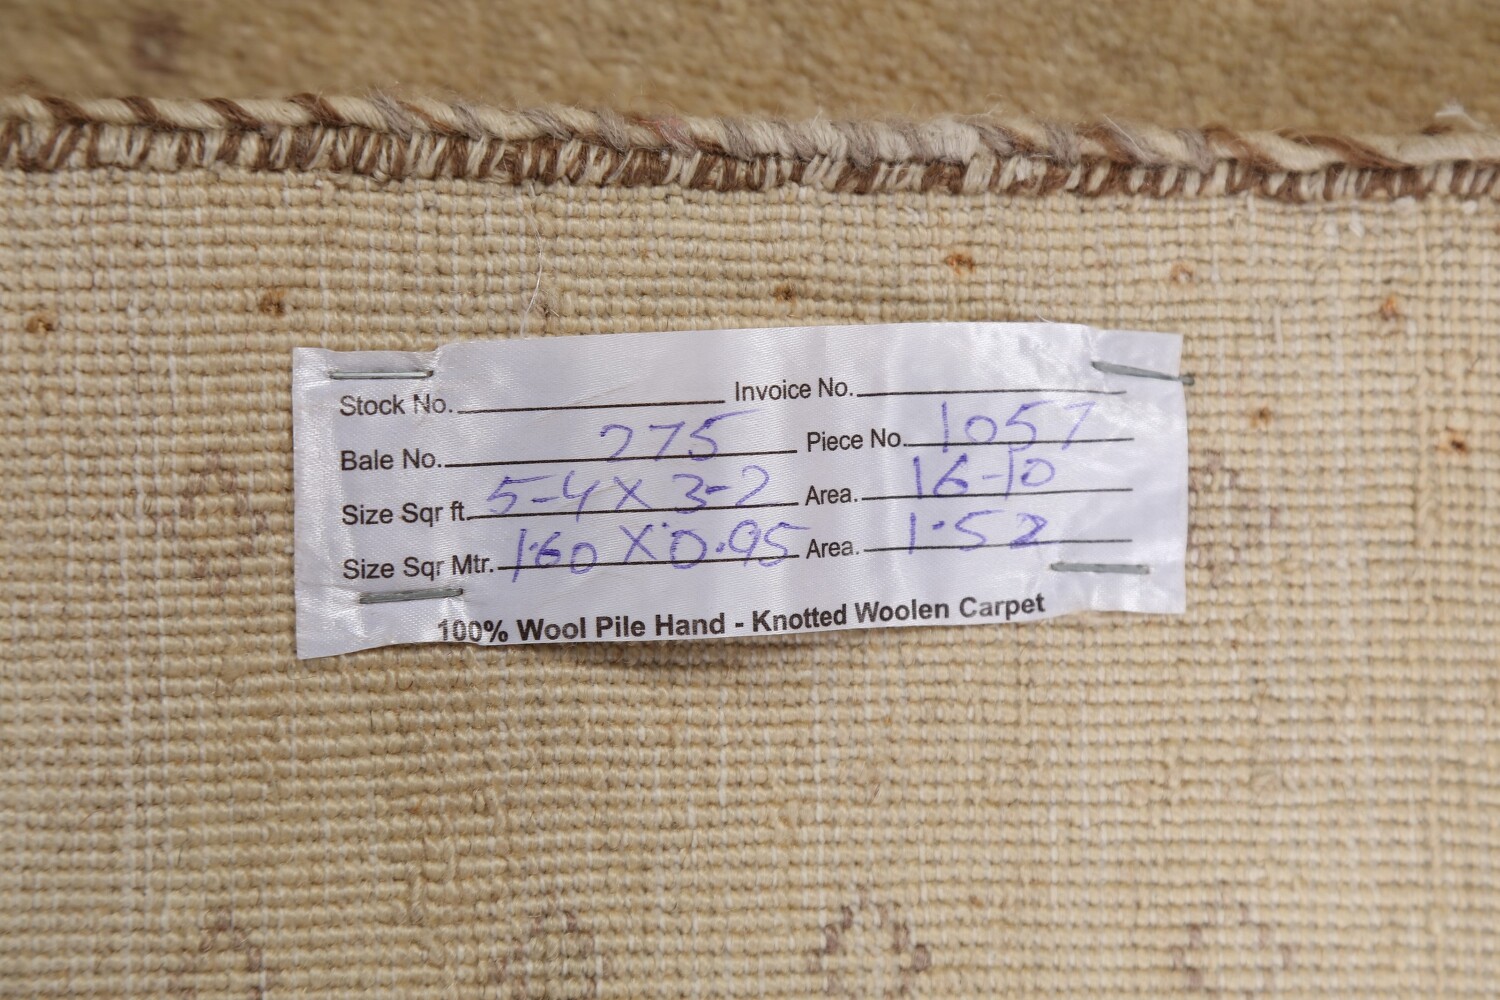 Stock No. Invoice No.
Bale No. 275 Piece No. 1057
Size Sqr ft. 5-4 X 3-2 Area. 16-10
Size Sqr Mtr. 1.60 X 0.95 Area. 1.52
100% Wool Pile Hand - Knotted Woolen Carpet